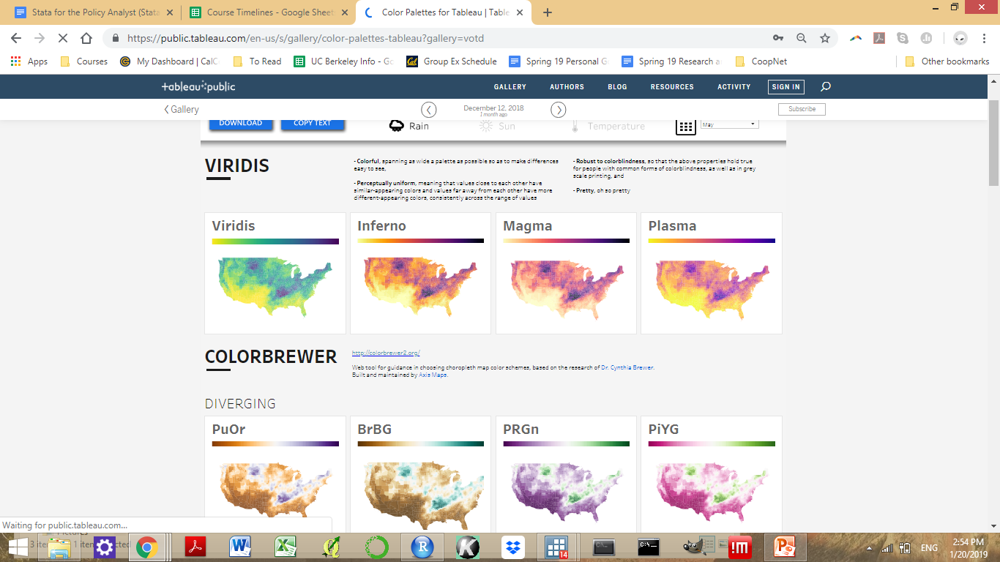 Stata for the Policy Analyst (Stata
Course Timelines - Google Sheet
Color Palettes for Tableau | Table
https://public.tableau.com/en-us/s/gallery/color-palettes-tableau?gallery=votd
Apps
Courses
My Dashboard | CalC
To Read
UC Berkeley Info - Go
Group Ex Schedule
Spring 19 Personal G
Spring 19 Research a
CoopNet
Other bookmarks
tableau public
GALLERY
AUTHORS
BLOG
RESOURCES
ACTIVITY
SIGN IN
Gallery
December 12, 2018
1 month ago
Subscribe
DOWNLOAD
COPY TEXT
Rain
Sun
Temperature
May
VIRIDIS
- Colorful, spanning as wide a palette as possible so as to make differences
easy to see,
- Perceptually uniform, meaning that values close to each other have
similar-appearing colors and values far away from each other have more
different-appearing colors, consistently across the range of values
- Robust to colorblindness, so that the above properties hold true
for people with common forms of colorblindness, as well as in grey
scale printing, and
- Pretty, oh so pretty
Viridis
Inferno
Magma
Plasma
COLORBREWER
http://colorbrewer2.org/
Web tool for guidance in choosing choropleth map color schemes, based on the research of Dr. Cynthia Brewer.
Built and maintained by Axis Maps.
DIVERGING
PuOr
BrBG
PRGn
PiYG
Waiting for public.tableau.com...
Pictures
3 item
1 item
ected
14
C:\_
!m
ENG
2:54 PM
1/20/2019